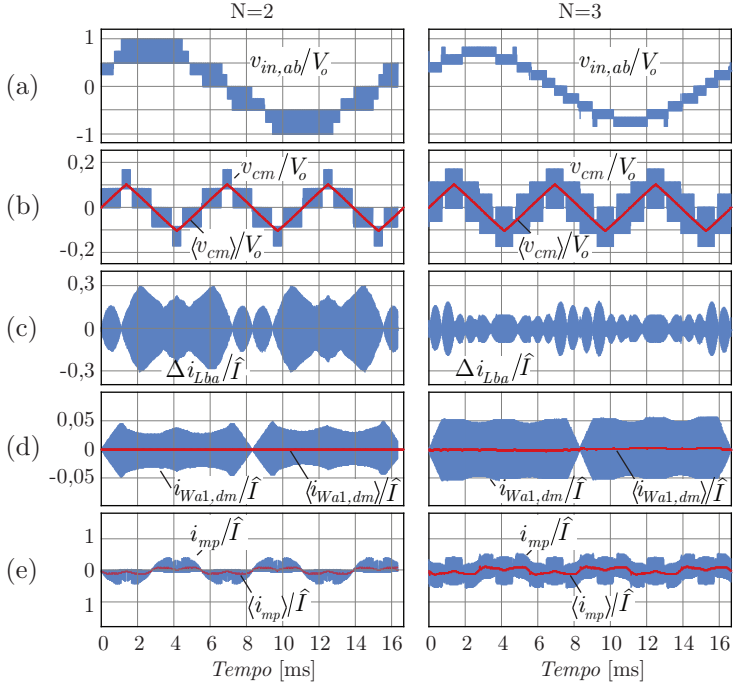 N=2 N=3
(a)
1
0
-1
v_{in,ab}/V_o
v_{in,ab}/V_o
(b)
0,2
0
-0,2
v_{cm}/V_o
⟨v_{cm}⟩/V_o
v_{cm}/V_o
⟨v_{cm}⟩/V_o
(c)
0,3
0
-0,3
Δi_{Lba}/Î
Δi_{Lba}/Î
(d)
0,05
0
-0,05
i_{Wa1,dm}/Î
⟨i_{Wa1,dm}⟩/Î
i_{Wa1,dm}/Î
⟨i_{Wa1,dm}⟩/Î
(e)
1
0
1
i_{mp}/Î
⟨i_{mp}⟩/Î
i_{mp}/Î
⟨i_{mp}⟩/Î
0 2 4 6 8 10 12 14 16
0 2 4 6 8 10 12 14 16
Tempo [ms]
Tempo [ms]